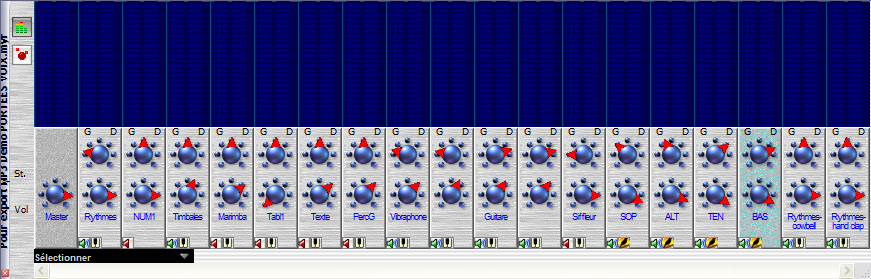 Pour export MP3 Demo PORTEES VOIX.myr
G D G D G D G D G D G D G D G D G D G D G D G D G D G D G D G D G D G D
St.
Vol
Master Rythmes NUM1 Timbales Marimba Tabl1 Texte PercG Vibraphone Guitare Siffleur SOP ALT TEN BAS Rythmes- Rythmes-
cowbell hand clap
Sélectionner